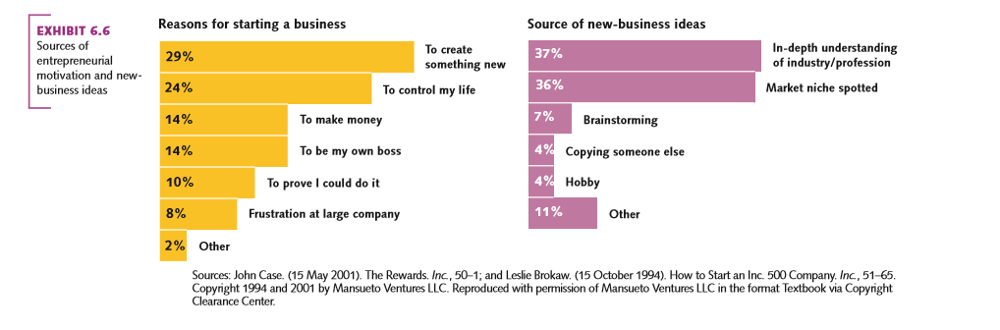 EXHIBIT 6.6
Sources of
entrepreneurial
motivation and new-
business ideas
Reasons for starting a business
29%
To create
something new
24%
To control my life
14%
To make money
14%
To be my own boss
10%
To prove I could do it
8%
Frustration at large company
2%
Other
Source of new-business ideas
37%
In-depth understanding
of industry/profession
36%
Market niche spotted
7%
Brainstorming
4%
Copying someone else
4%
Hobby
11%
Other
Sources: John Case. (15 May 2001). The Rewards. Inc., 50–1; and Leslie Brokaw. (15 October 1994). How to Start an Inc. 500 Company. Inc., 51–65.
Copyright 1994 and 2001 by Mansueto Ventures LLC. Reproduced with permission of Mansueto Ventures LLC in the format Textbook via Copyright
Clearance Center.